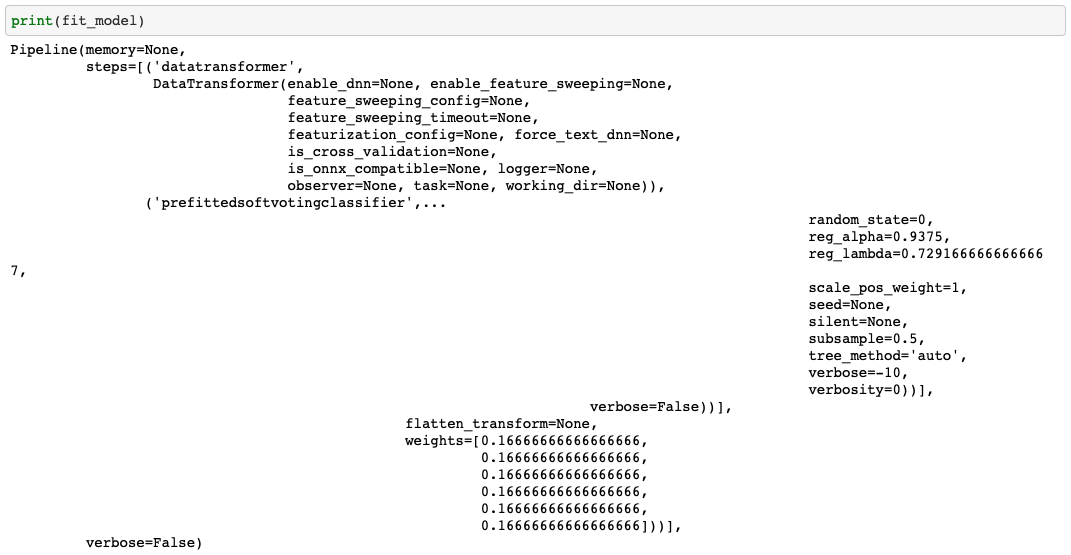 print(fit_model)
Pipeline(memory=None,
steps=[('datatransformer',
DataTransformer(enable_dnn=None, enable_feature_sweeping=None,
feature_sweeping_config=None,
feature_sweeping_timeout=None,
featurization_config=None, force_text_dnn=None,
is_cross_validation=None,
is_onnx_compatible=None, logger=None,
observer=None, task=None, working_dir=None)),
('prefittedsoftvotingclassifier',...
random_state=0,
reg_alpha=0.9375,
reg_lambda=0.729166666666666
7,
scale_pos_weight=1,
seed=None,
silent=None,
subsample=0.5,
tree_method='auto',
verbose=-10,
verbosity=0))],
verbose=False))],
flatten_transform=None,
weights=[0.16666666666666666,
0.16666666666666666,
0.16666666666666666,
0.16666666666666666,
0.16666666666666666,
0.16666666666666666]))],
verbose=False)